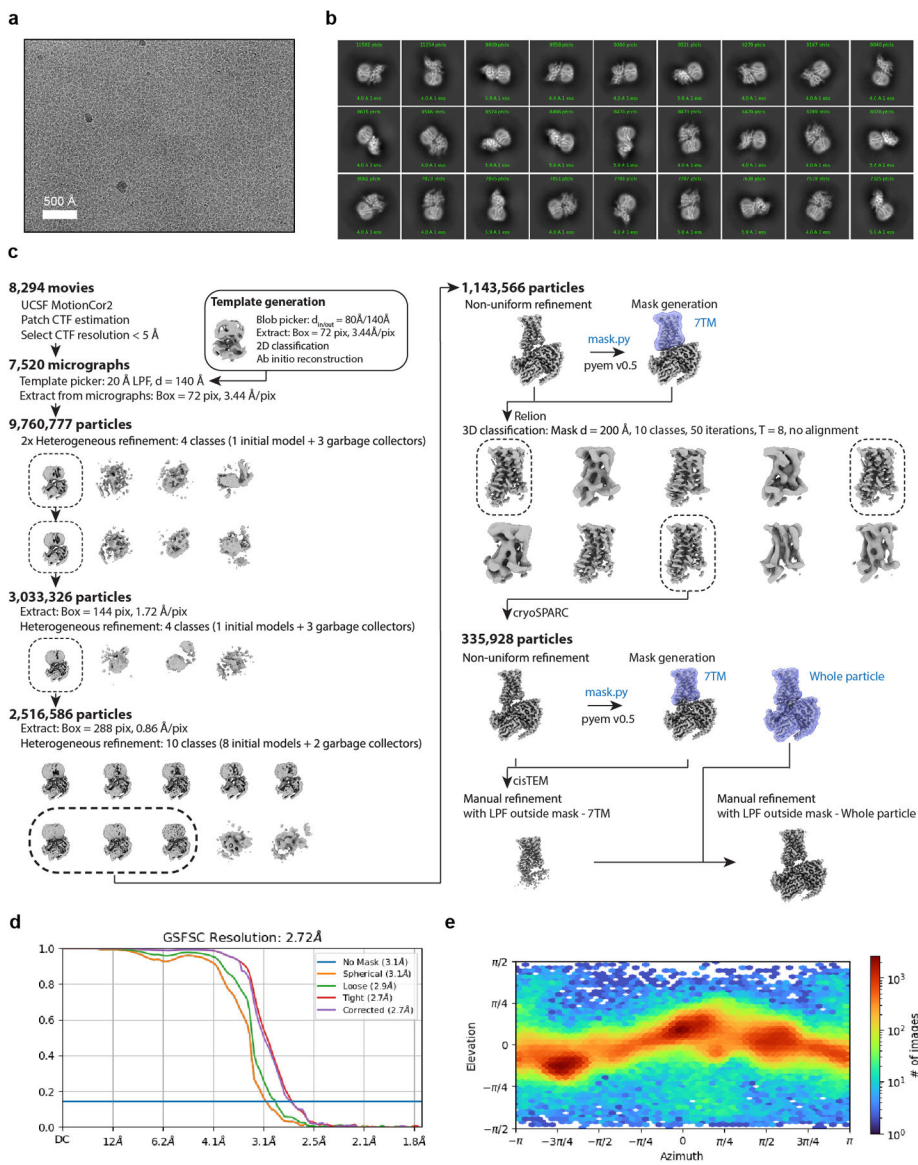 a
500 Å
b
c
8,294 movies
UCSF MotionCor2
Patch CTF estimation
Select CTF resolution < 5 Å
Template generation
Blob picker: d in/out = 80Å/140Å
Extract: Box = 72 pix, 3.44Å/pix
2D classification
Ab initio reconstruction
7,520 micrographs
Template picker: 20 Å LPF, d = 140 Å
Extract from micrographs: Box = 72 pix, 3.44 Å/pix
9,760,777 particles
2x Heterogeneous refinement: 4 classes (1 initial model + 3 garbage collectors)
3,033,326 particles
Extract: Box = 144 pix, 1.72 Å/pix
Heterogeneous refinement: 4 classes (1 initial models + 3 garbage collectors)
2,516,586 particles
Extract: Box = 288 pix, 0.86 Å/pix
Heterogeneous refinement: 10 classes (8 initial models + 2 garbage collectors)
1,143,566 particles
Non-uniform refinement
Mask generation
7TM
mask.py
pyem v0.5
Relion
3D classification: Mask d = 200 Å, 10 classes, 50 iterations, T = 8, no alignment
cryoSPARC
335,928 particles
Non-uniform refinement
Mask generation
7TM
Whole particle
mask.py
pyem v0.5
cisTEM
Manual refinement
with LPF outside mask - 7TM
Manual refinement
with LPF outside mask - Whole particle
d
GSFSC Resolution: 2.72Å
1.0
0.8
0.6
0.4
0.2
0.0
No Mask (3.1Å)
Spherical (3.1Å)
Loose (2.9Å)
Tight (2.7Å)
Corrected (2.7Å)
DC 12Å 6.2Å 4.1Å 3.1Å 2.5Å 2.1Å 1.8Å
e
Elevation
π/2
π/4
0
−π/4
−π/2
−π −3π/4 −π/2 −π/4 0 π/4 π/2 3π/4 π
Azimuth
10³
10²
10¹
10⁰
# of images